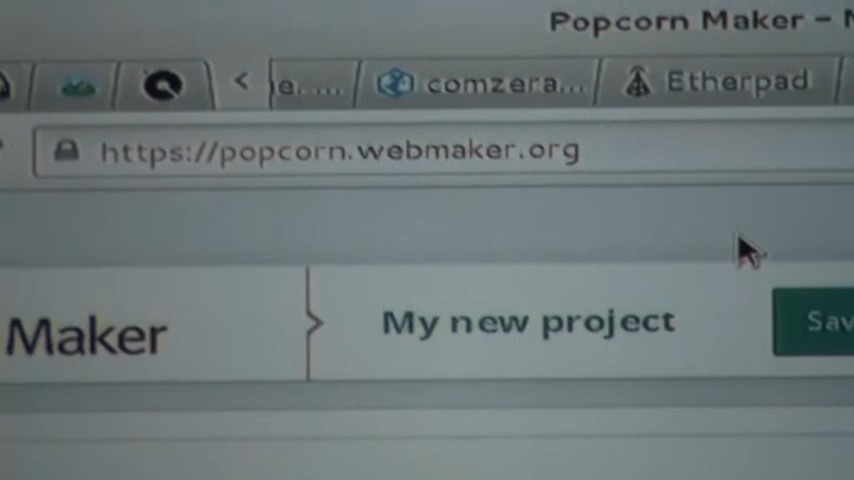 Popcorn Maker –
comzera... Etherpad
https://popcorn.webmaker.org
Maker My new project Sav